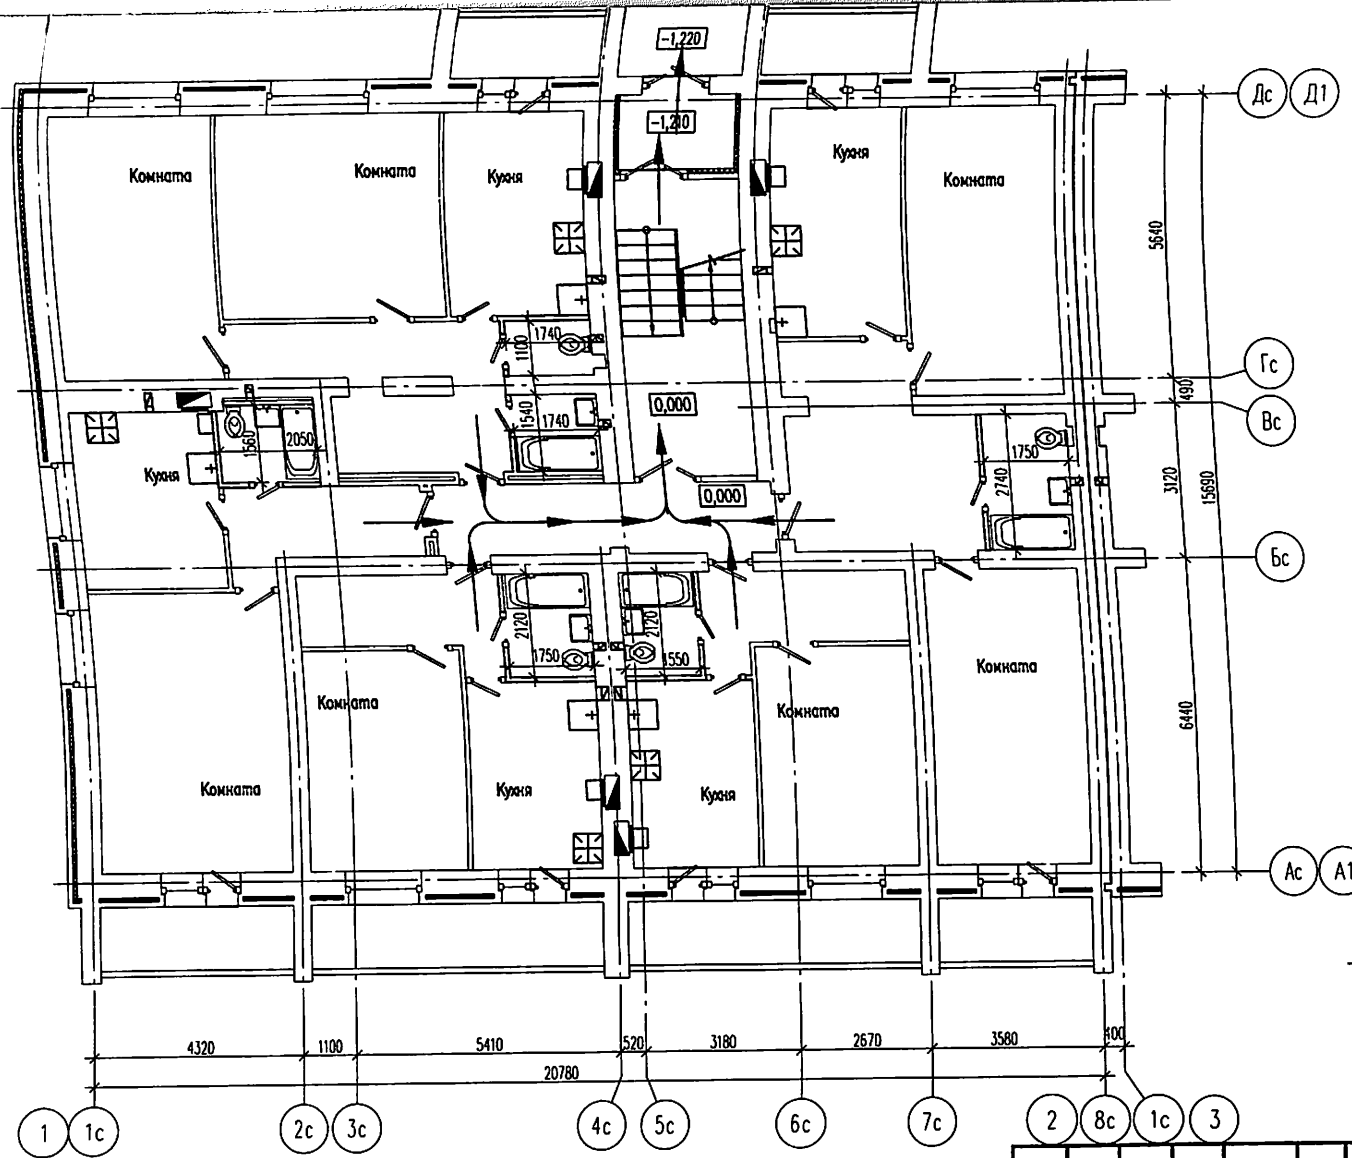 -1,220
Дс Д1
-1,210
Комната
Комната
Кухня
Кухня
Комната
5640
1740
1100
Гс
490
0,000
Вс
1540
1740
1560
2050
Кухня
1750
2740
3120
15690
0,000
Бс
2120
2120
1750
1550
Комната
Комната
Комната
6440
Комната
Кухня
Кухня
Ас А1
4320 1100 5410 520 3180 2670 3580 100
20780
1 1с 2с 3с 4с 5с 6с 7с 2 8с 1с 3